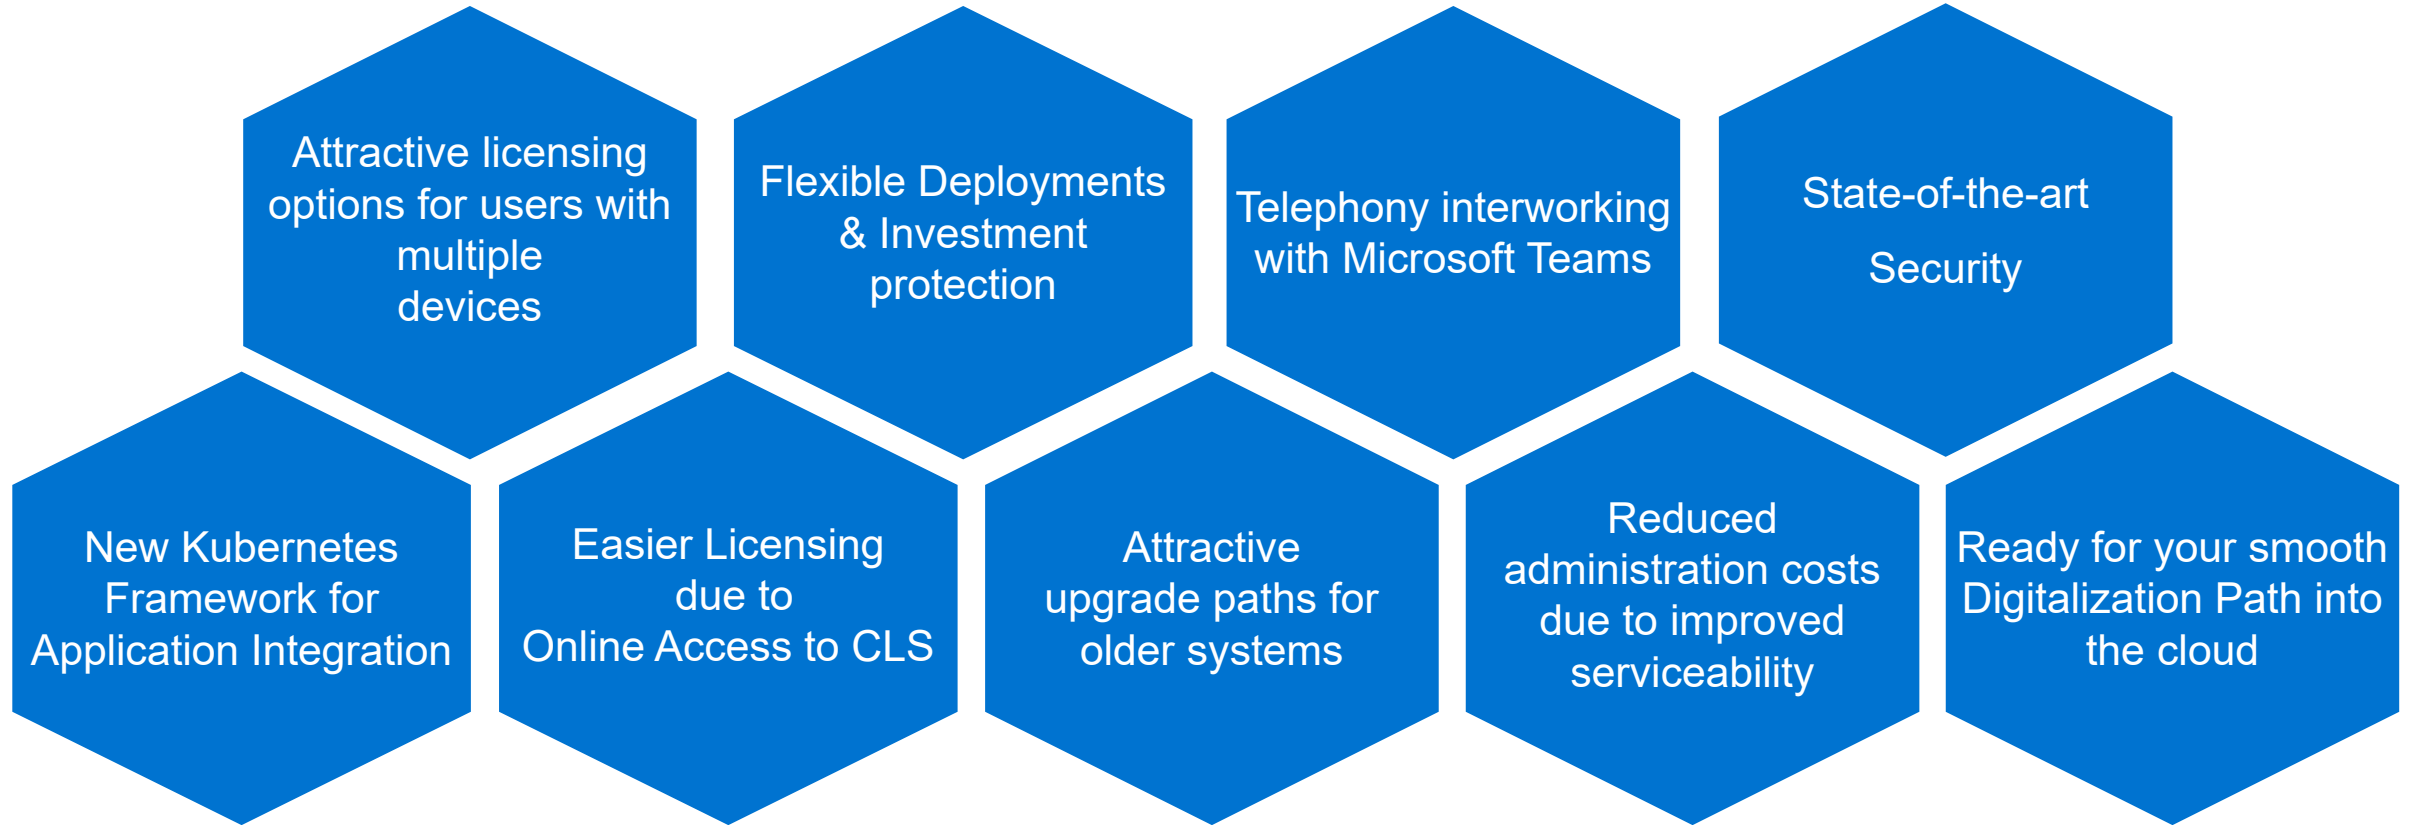 Attractive licensing
options for users with
multiple
devices
Flexible Deployments
& Investment
protection
Telephony interworking
with Microsoft Teams
State-of-the-art
Security
New Kubernetes
Framework for
Application Integration
Easier Licensing
due to
Online Access to CLS
Attractive
upgrade paths for
older systems
Reduced
administration costs
due to improved
serviceability
Ready for your smooth
Digitalization Path into
the cloud